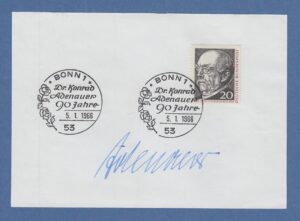 * BONN 1 *
Dr. Konrad
Adenauer
90 Jahre
5. 1. 1966
53
* BONN 1 *
Dr. Konrad
Adenauer
90 Jahre
5. 1. 1966
53
20
Adenauer